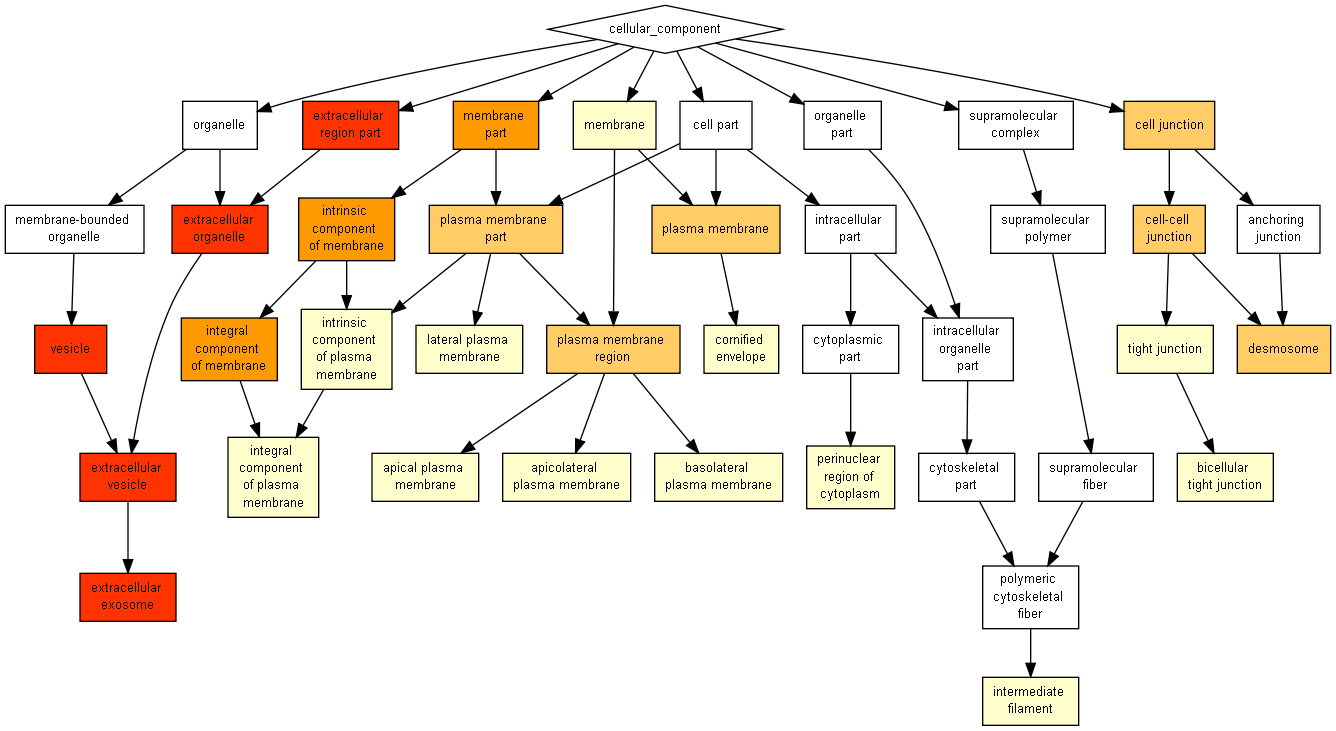 cellular_component
organelle
extracellular
region part
membrane
part
membrane
cell part
organelle
part
supramolecular
complex
cell junction
membrane-bounded
organelle
extracellular
organelle
intrinsic
component
of membrane
plasma membrane
part
plasma membrane
intracellular
part
supramolecular
polymer
cell-cell
junction
anchoring
junction
vesicle
integral
component
of membrane
intrinsic
component
of plasma
membrane
lateral plasma
membrane
plasma membrane
region
cornified
envelope
cytoplasmic
part
intracellular
organelle
part
tight junction
desmosome
extracellular
vesicle
integral
component
of plasma
membrane
apical plasma
membrane
apicolateral
plasma membrane
basolateral
plasma membrane
perinuclear
region of
cytoplasm
cytoskeletal
part
supramolecular
fiber
bicellular
tight junction
extracellular
exosome
polymeric
cytoskeletal
fiber
intermediate
filament